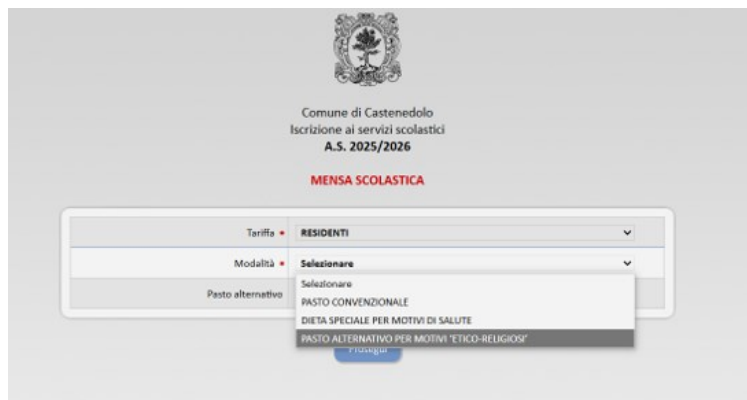 Comune di Castenedolo
Iscrizione ai servizi scolastici
A.S. 2025/2026
MENSA SCOLASTICA
Tariffa • RESIDENTI
Modalità • Selezionare
Pasto alternativo
Selezionare
PASTO CONVENZIONALE
DIETA SPECIALE PER MOTIVI DI SALUTE
PASTO ALTERNATIVO PER MOTIVI "ETICO-RELIGIOSI"